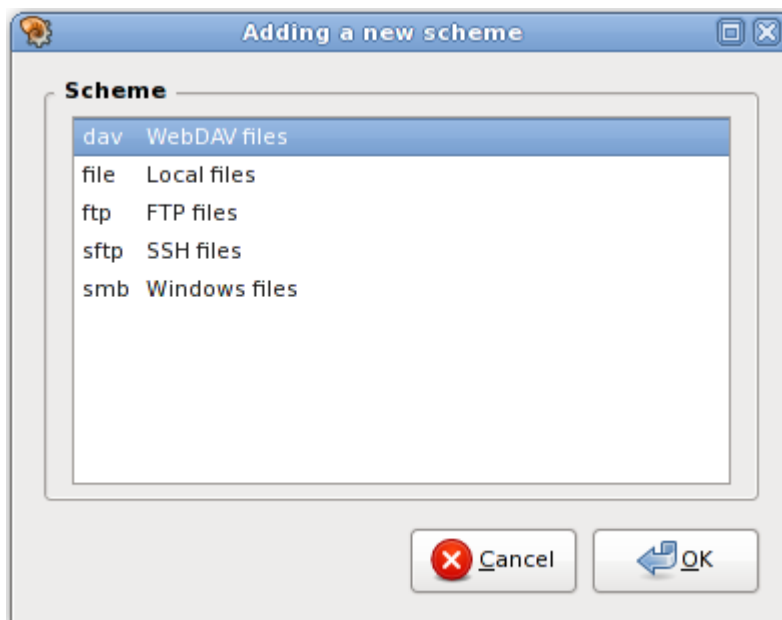 Adding a new scheme
Scheme
dav WebDAV files
file Local files
ftp FTP files
sftp SSH files
smb Windows files
Cancel OK